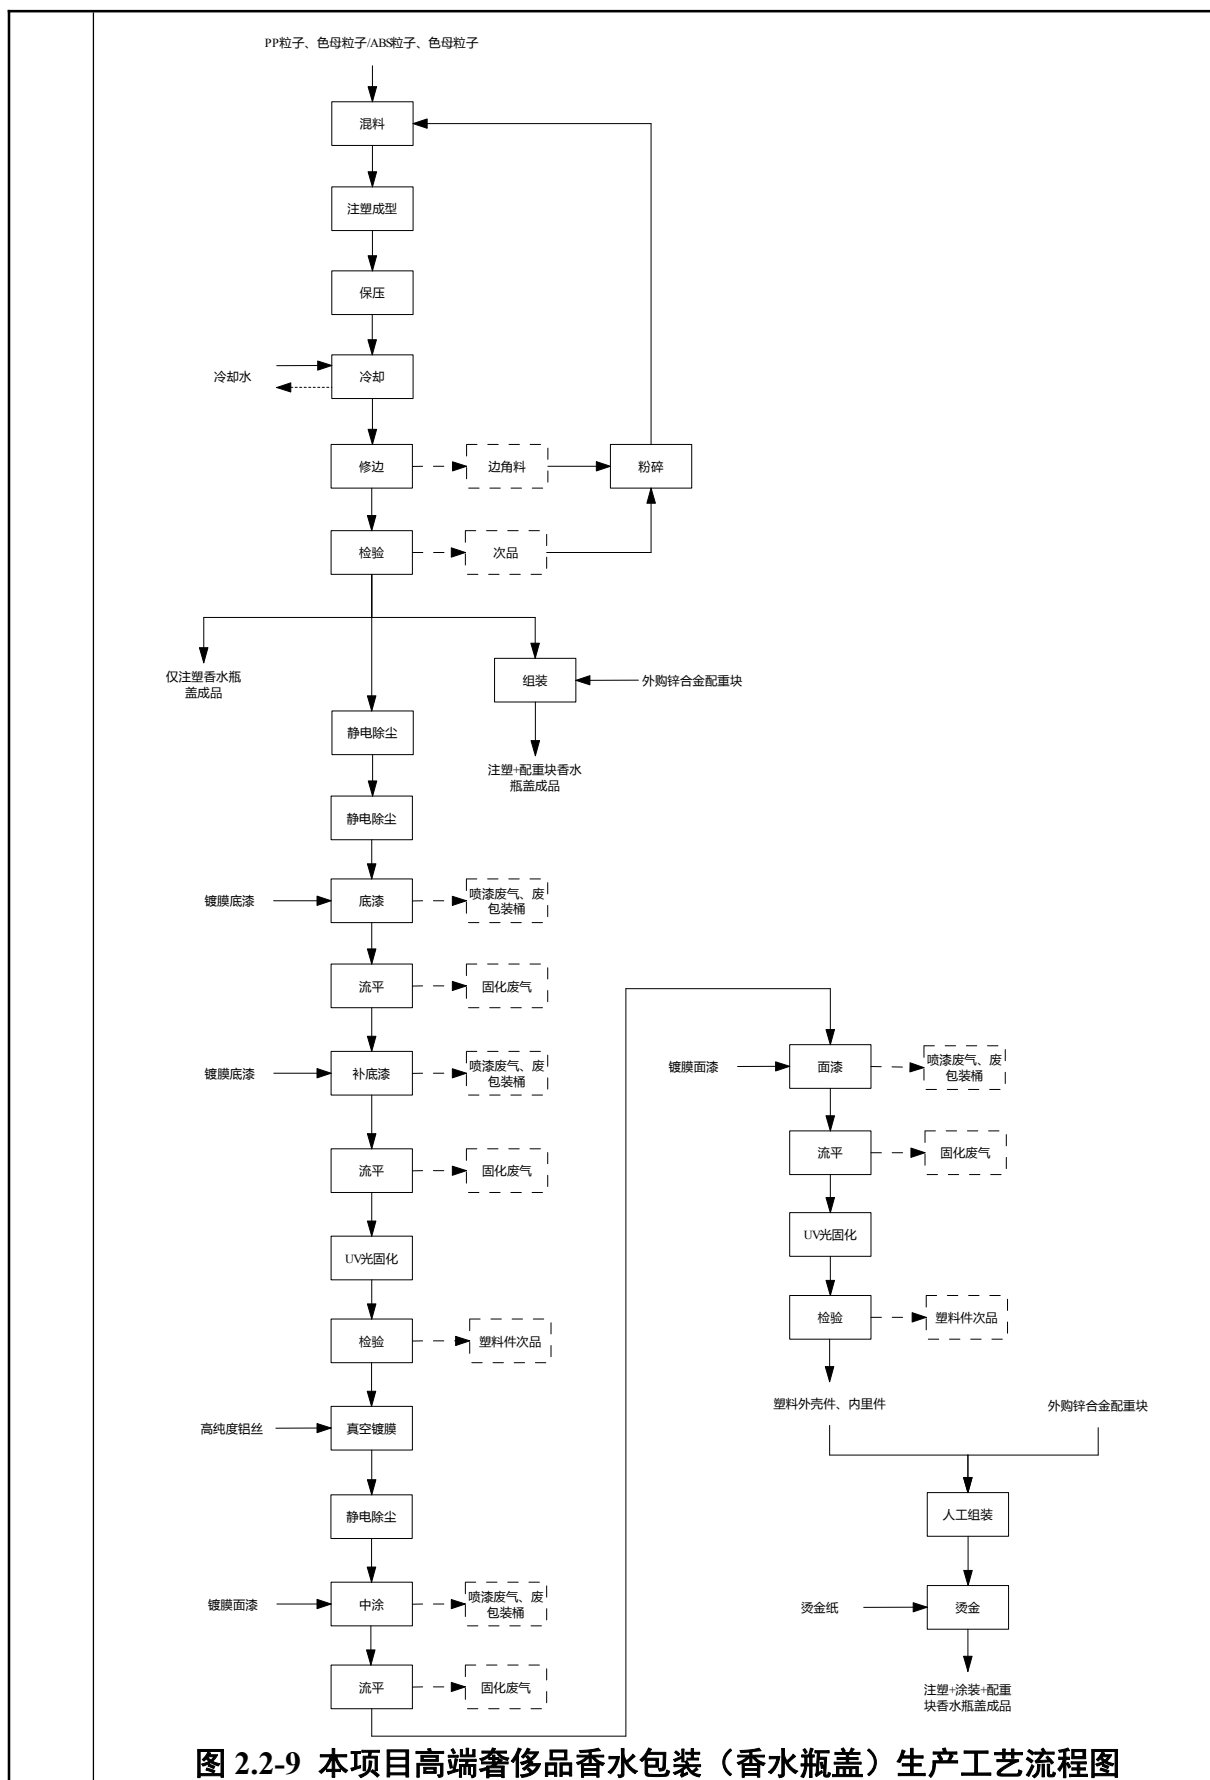 PP粒子、色母粒子/ABS粒子、色母粒子
混料
注塑成型
保压
冷却水
冷却
修边
边角料
粉碎
检验
次品
仅注塑香水瓶
盖成品
组装
外购锌合金配重块
注塑+配重块香水
瓶盖成品
静电除尘
静电除尘
镀膜底漆
底漆
喷漆废气、废
包装桶
流平
固化废气
镀膜底漆
补底漆
喷漆废气、废
包装桶
流平
固化废气
UV光固化
检验
塑料件次品
高纯度铝丝
真空镀膜
静电除尘
镀膜面漆
中涂
喷漆废气、废
包装桶
流平
固化废气
镀膜面漆
面漆
喷漆废气、废
包装桶
流平
固化废气
UV光固化
检验
塑料件次品
塑料外壳件、内里件
外购锌合金配重块
人工组装
烫金纸
烫金
注塑+涂装+配重
块香水瓶盖成品
图 2.2-9 本项目高端奢侈品香水包装（香水瓶盖）生产工艺流程图